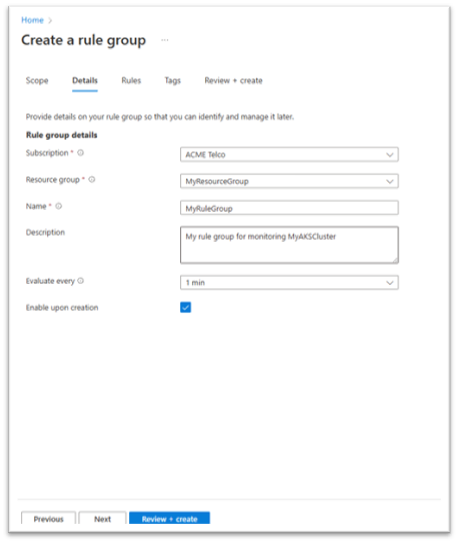 Home >
Create a rule group ...
Scope Details Rules Tags Review + create
Provide details on your rule group so that you can identify and manage it later.
Rule group details
Subscription * ACME Telco
Resource group * MyResourceGroup
Name * MyRuleGroup
Description My rule group for monitoring MyAKSCluster
Evaluate every 1 min
Enable upon creation
Previous Next Review + create